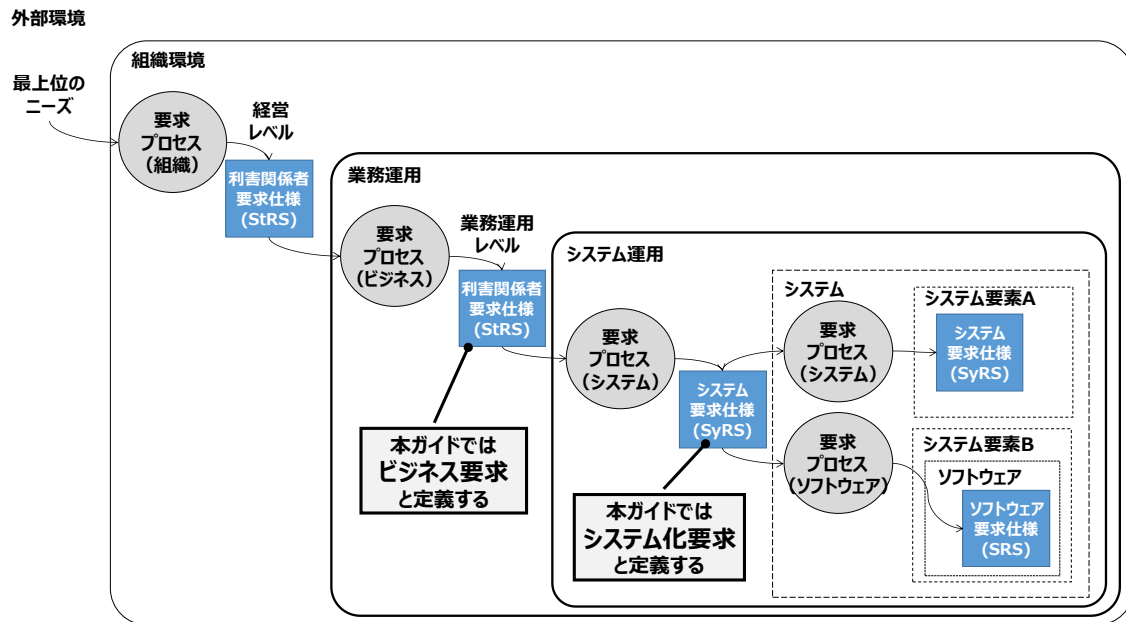 外部環境
組織環境
最上位の
ニーズ
要求
プロセス
(組織)
経営
レベル
利害関係者
要求仕様
(StRS)
業務運用
要求
プロセス
(ビジネス)
業務運用
レベル
利害関係者
要求仕様
(StRS)
システム運用
要求
プロセス
(システム)
システム
要求仕様
(SyRS)
システム
要求
プロセス
(システム)
システム要素A
システム
要求仕様
(SyRS)
要求
プロセス
(ソフトウェア)
システム要素B
ソフトウェア
ソフトウェア
要求仕様
(SRS)
本ガイドでは
ビジネス要求
と定義する
本ガイドでは
システム化要求
と定義する